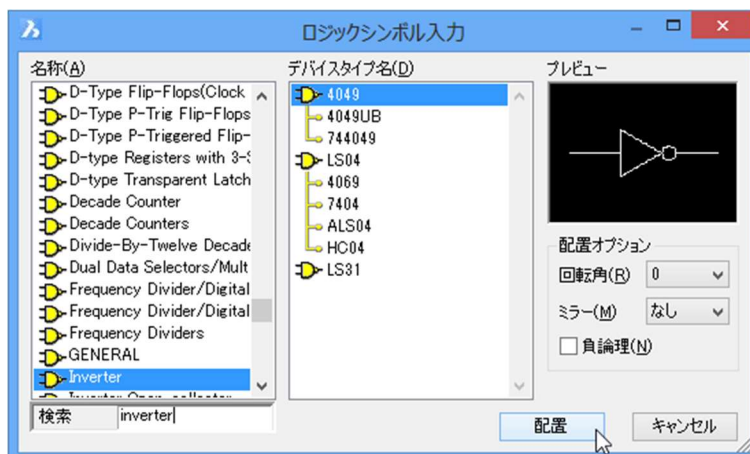 ロジックシンボル入力
名称(A)
D-Type Flip-Flops(Clock
D-Type P-Trig Flip-Flops
D-Type P-Triggered Flip-
D-type Registers with 3-S
D-type Transparent Latch
Decade Counter
Decade Counters
Divide-By-Twelve Decade
Dual Data Selectors/Mult
Frequency Divider/Digital
Frequency Divider/Digital
Frequency Dividers
GENERAL
Inverter
検索 inverter
デバイスタイプ名(D)
4049
4049UB
744049
LS04
4069
7404
ALS04
HC04
LS31
プレビュー
配置オプション
回転角(R) 0
ミラー(M) なし
負論理(N)
配置 キャンセル